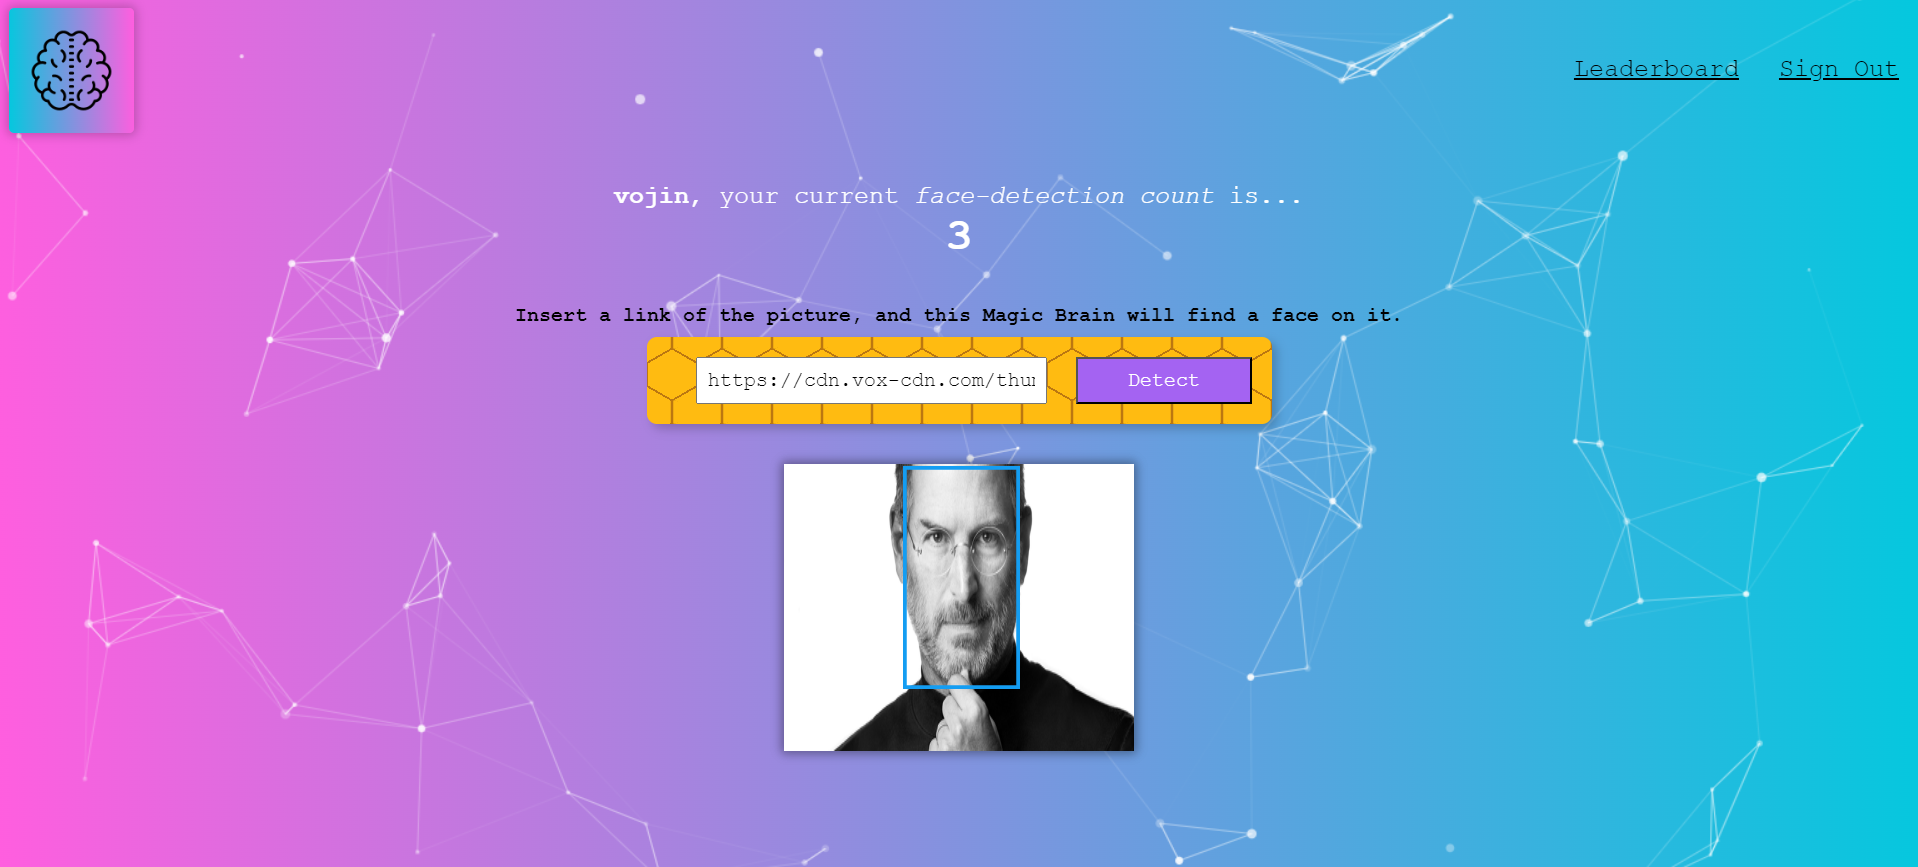 Leaderboard Sign Out
vojin, your current face-detection count is...
3
Insert a link of the picture, and this Magic Brain will find a face on it.
https://cdn.vox-cdn.com/thu
Detect